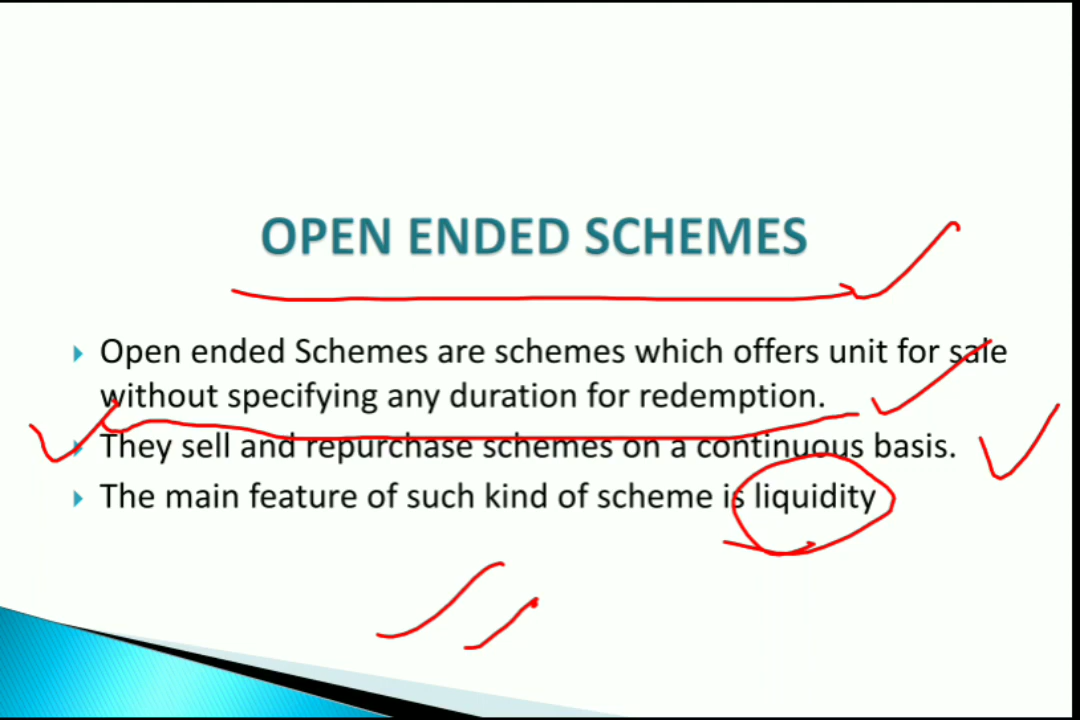 OPEN ENDED SCHEMES
Open ended Schemes are schemes which offers unit for sale
without specifying any duration for redemption.
They sell and repurchase schemes on a continuous basis.
The main feature of such kind of scheme is liquidity